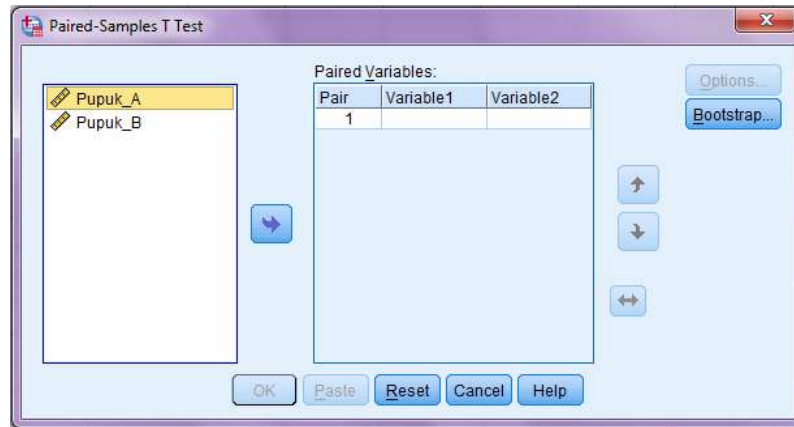 Paired-Samples T Test
Pupuk_A
Pupuk_B
Paired Variables:
Pair Variable1 Variable2
1
Options...
Bootstrap...
OK Paste Reset Cancel Help